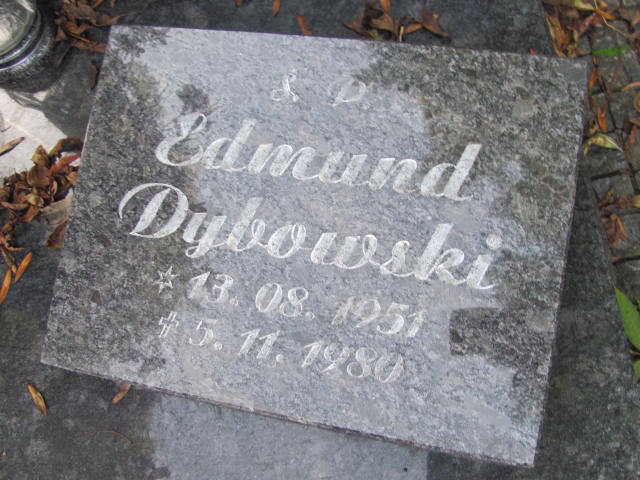 Ś. P.
Edmund
Dybowski
☆ 13. 08. 1951
✝ 5. 11. 1980